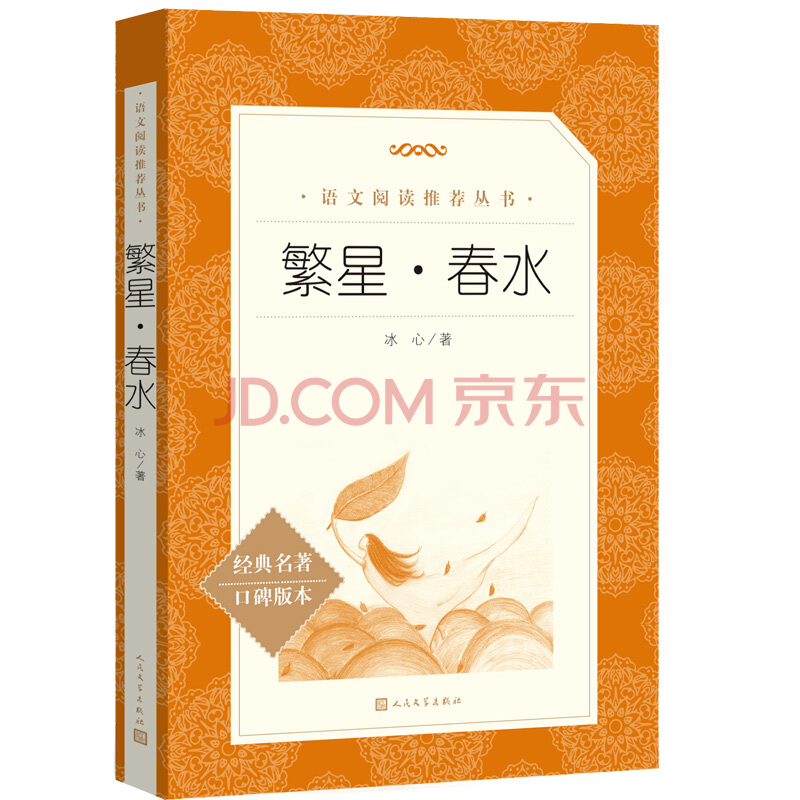 ·语文阅读推荐丛书·
繁星·春水
冰 心/著
人民文学出版社
·语文阅读推荐丛书·
繁星·春水
冰 心/著
JD.COM 京东
经典名著
口碑版本
人民文学出版社